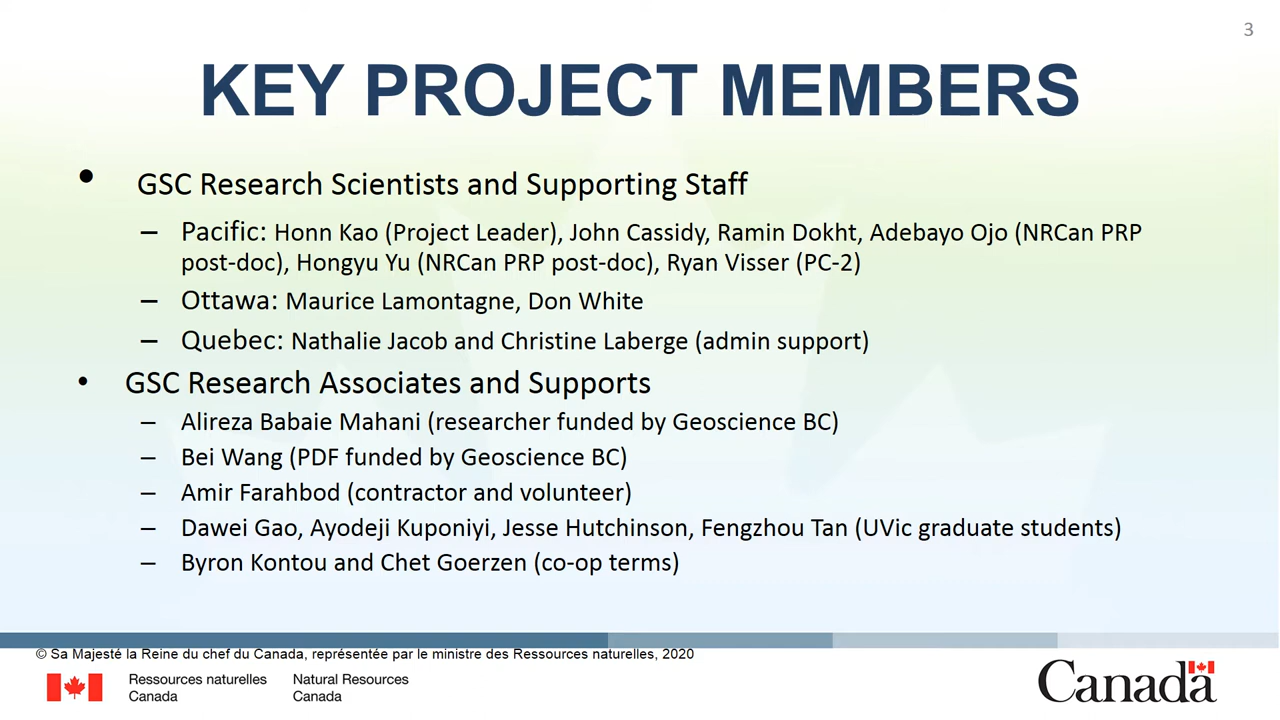 3
KEY PROJECT MEMBERS
• GSC Research Scientists and Supporting Staff
– Pacific: Honn Kao (Project Leader), John Cassidy, Ramin Dokht, Adebayo Ojo (NRCan PRP
post-doc), Hongyu Yu (NRCan PRP post-doc), Ryan Visser (PC-2)
– Ottawa: Maurice Lamontagne, Don White
– Quebec: Nathalie Jacob and Christine Laberge (admin support)
• GSC Research Associates and Supports
– Alireza Babaie Mahani (researcher funded by Geoscience BC)
– Bei Wang (PDF funded by Geoscience BC)
– Amir Farahbod (contractor and volunteer)
– Dawei Gao, Ayodeji Kuponiyi, Jesse Hutchinson, Fengzhou Tan (UVic graduate students)
– Byron Kontou and Chet Goerzen (co-op terms)
© Sa Majesté la Reine du chef du Canada, représentée par le ministre des Ressources naturelles, 2020
Ressources naturelles
Canada
Natural Resources
Canada
Canada